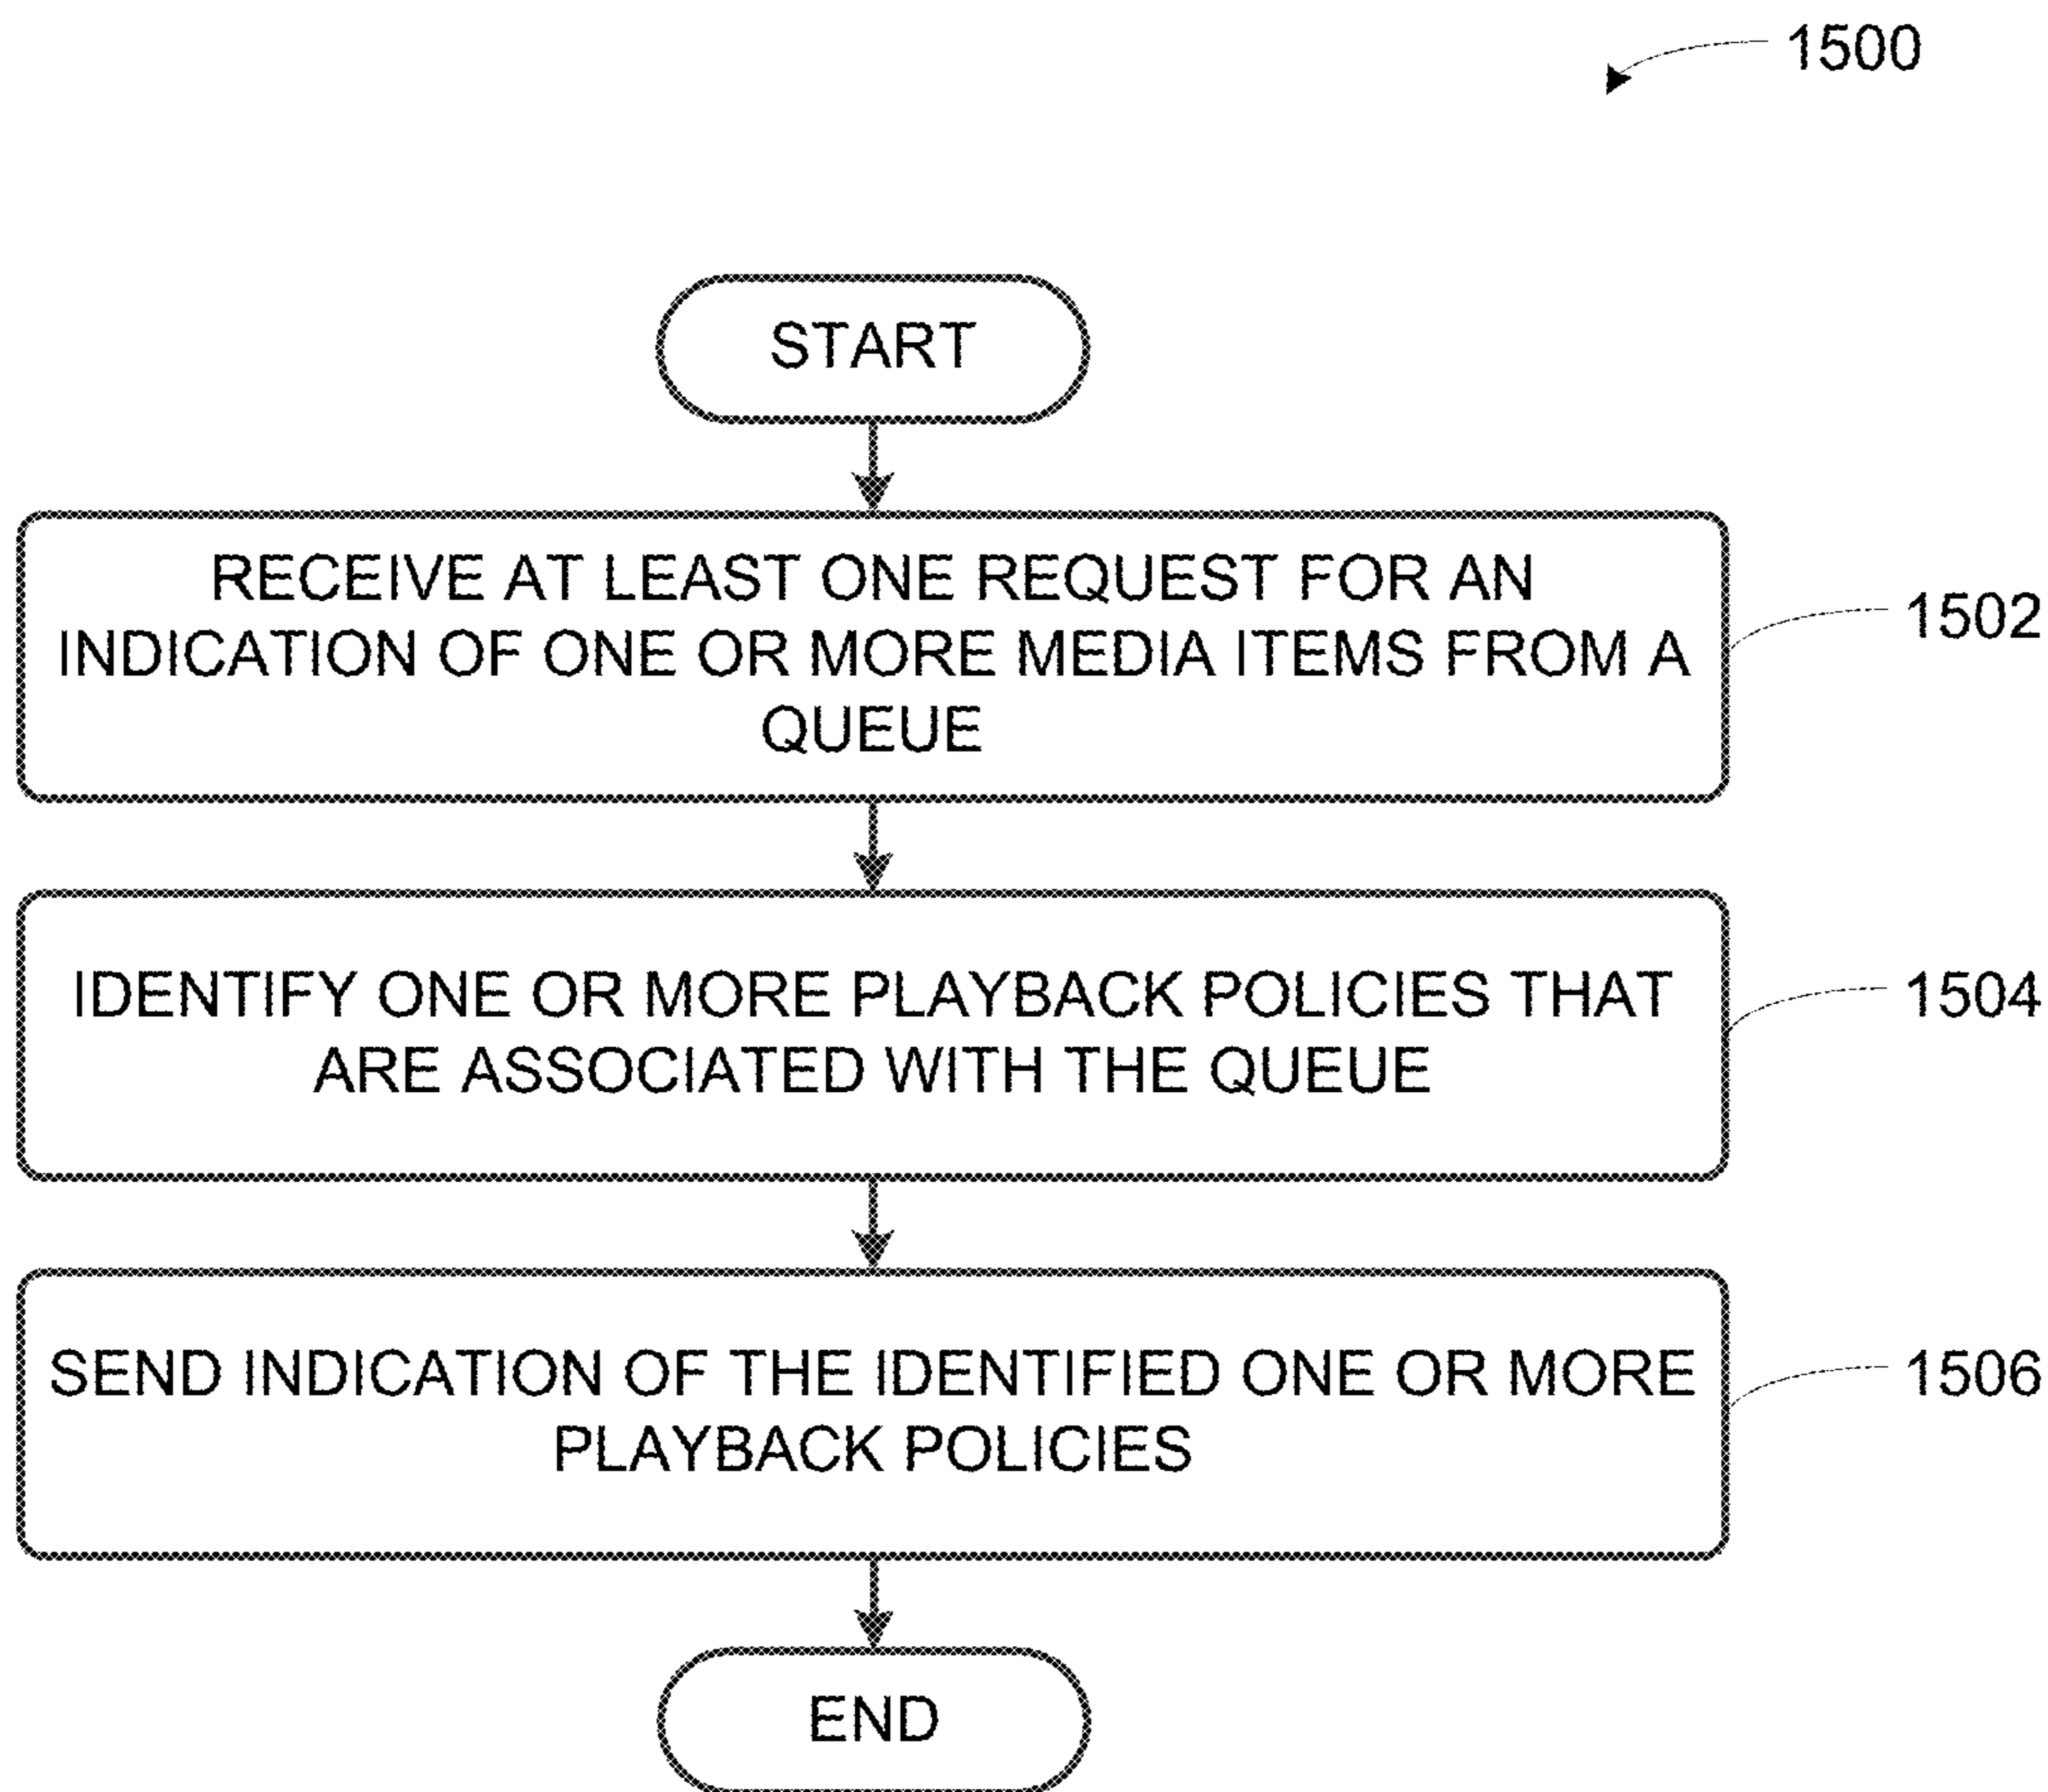 1500
START
RECEIVE AT LEAST ONE REQUEST FOR AN
INDICATION OF ONE OR MORE MEDIA ITEMS FROM A
QUEUE
1502
IDENTIFY ONE OR MORE PLAYBACK POLICIES THAT
ARE ASSOCIATED WITH THE QUEUE
1504
SEND INDICATION OF THE IDENTIFIED ONE OR MORE
PLAYBACK POLICIES
1506
END